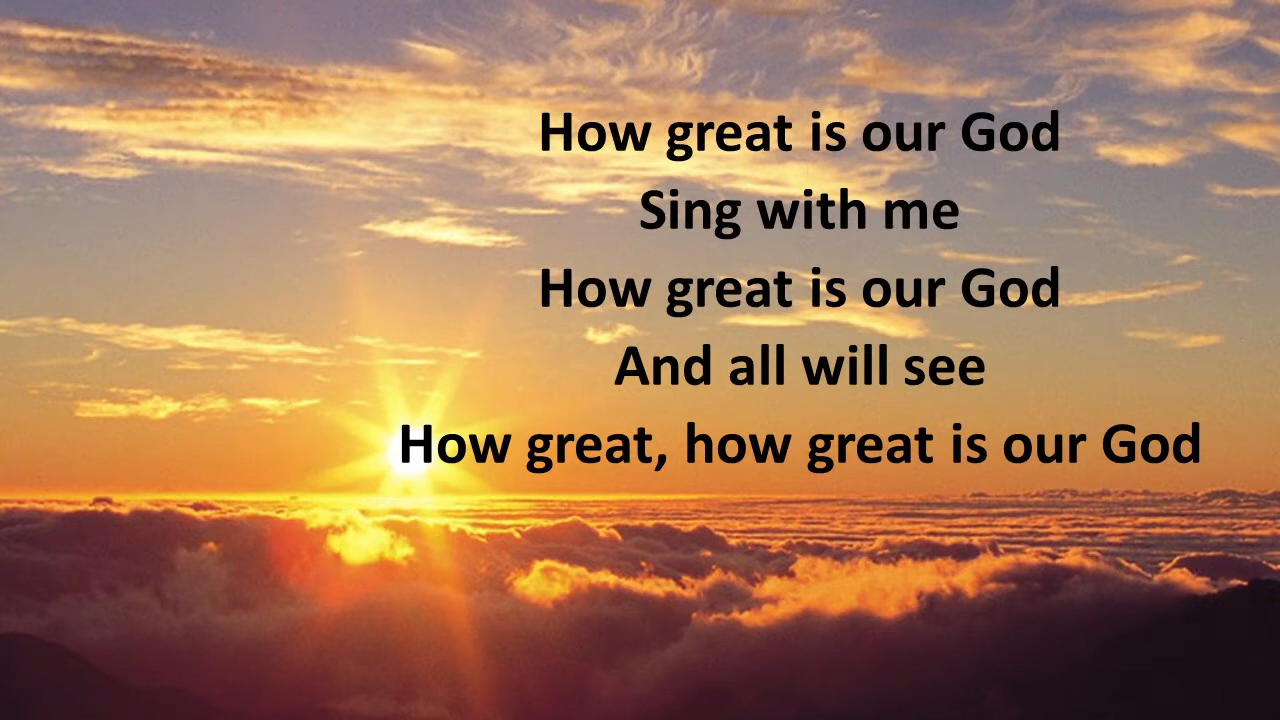 How great is our God
Sing with me
How great is our God
And all will see
How great, how great is our God